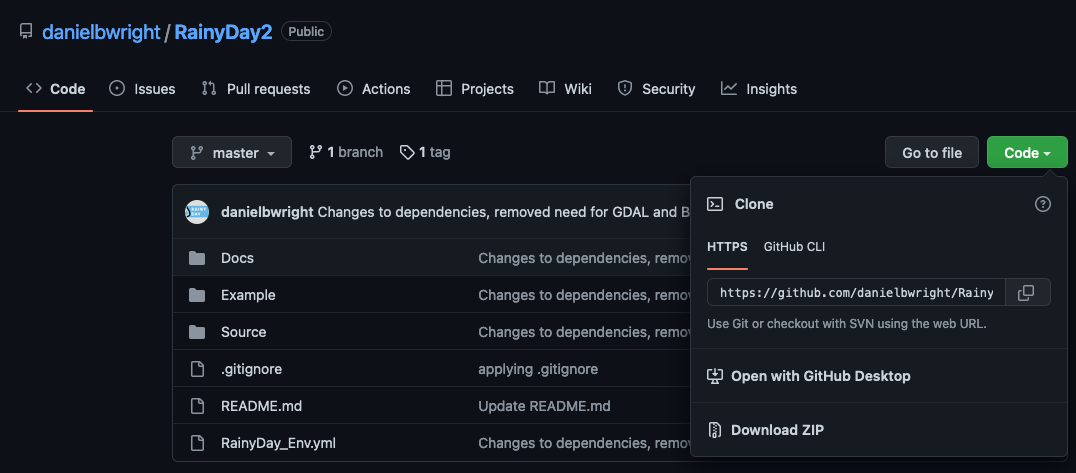 danielbwright / RainyDay2 Public
Code Issues Pull requests Actions Projects Wiki Security Insights
master 1 branch 1 tag Go to file Code
danielbwright Changes to dependencies, removed need for GDAL and B
Docs Changes to dependencies, remov
Example Changes to dependencies, remov
Source Changes to dependencies, remov
.gitignore applying .gitignore
README.md Update README.md
RainyDay_Env.yml Changes to dependencies, remov
Clone
HTTPS GitHub CLI
https://github.com/danielbwright/Rainy
Use Git or checkout with SVN using the web URL.
Open with GitHub Desktop
Download ZIP